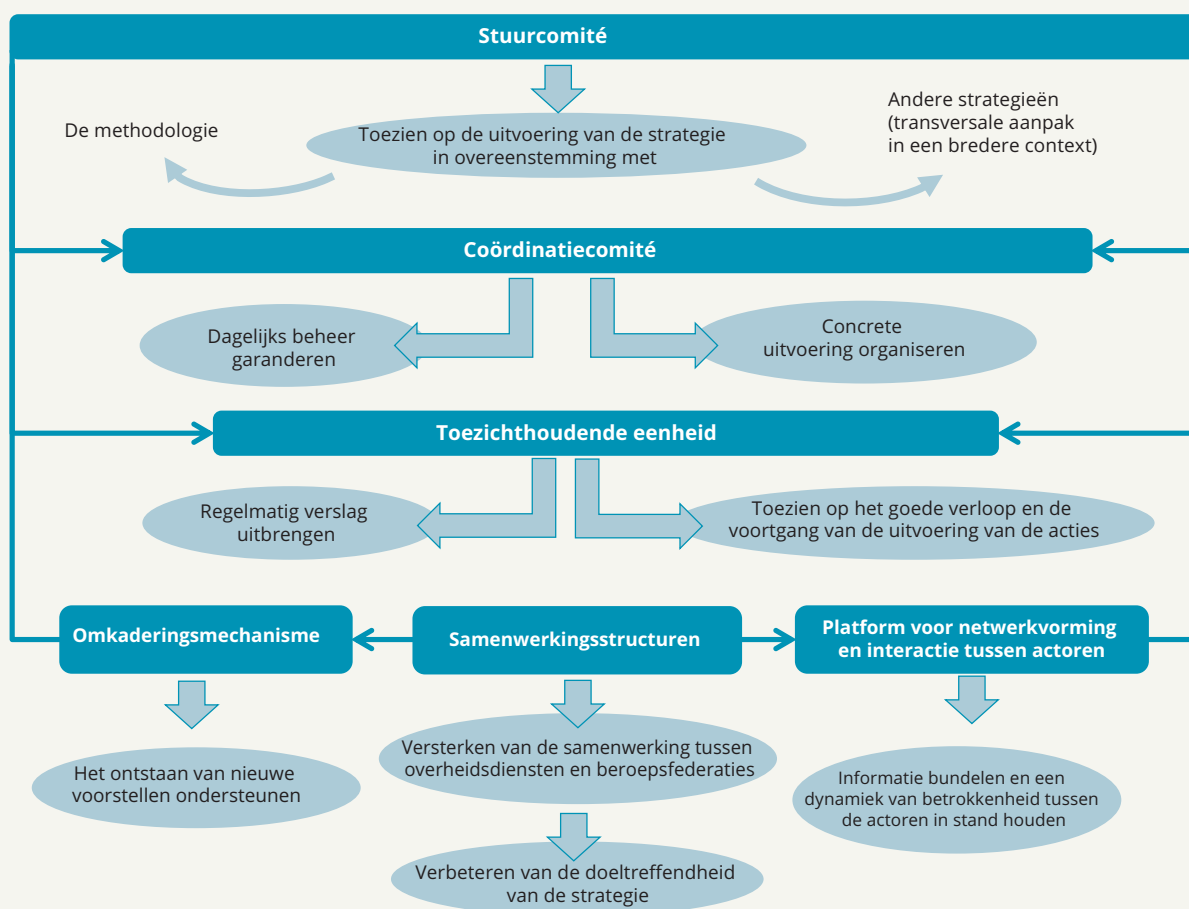 Stuurcomité
De methodologie
Toezien op de uitvoering van de strategie
in overeenstemming met
Andere strategieën
(transversale aanpak
in een bredere context)
Coördinatiecomité
Dagelijks beheer
garanderen
Concrete
uitvoering organiseren
Toezichthoudende eenheid
Regelmatig verslag
uitbrengen
Toezien op het goede verloop en de
voortgang van de uitvoering van de acties
Omkaderingsmechanisme
Samenwerkingsstructuren
Platform voor netwerkvorming
en interactie tussen actoren
Het ontstaan van nieuwe
voorstellen ondersteunen
Versterken van de samenwerking tussen
overheidsdiensten en beroepsfederaties
Informatie bundelen en een
dynamiek van betrokkenheid tussen
de actoren in stand houden
Verbeteren van de doeltreffendheid
van de strategie